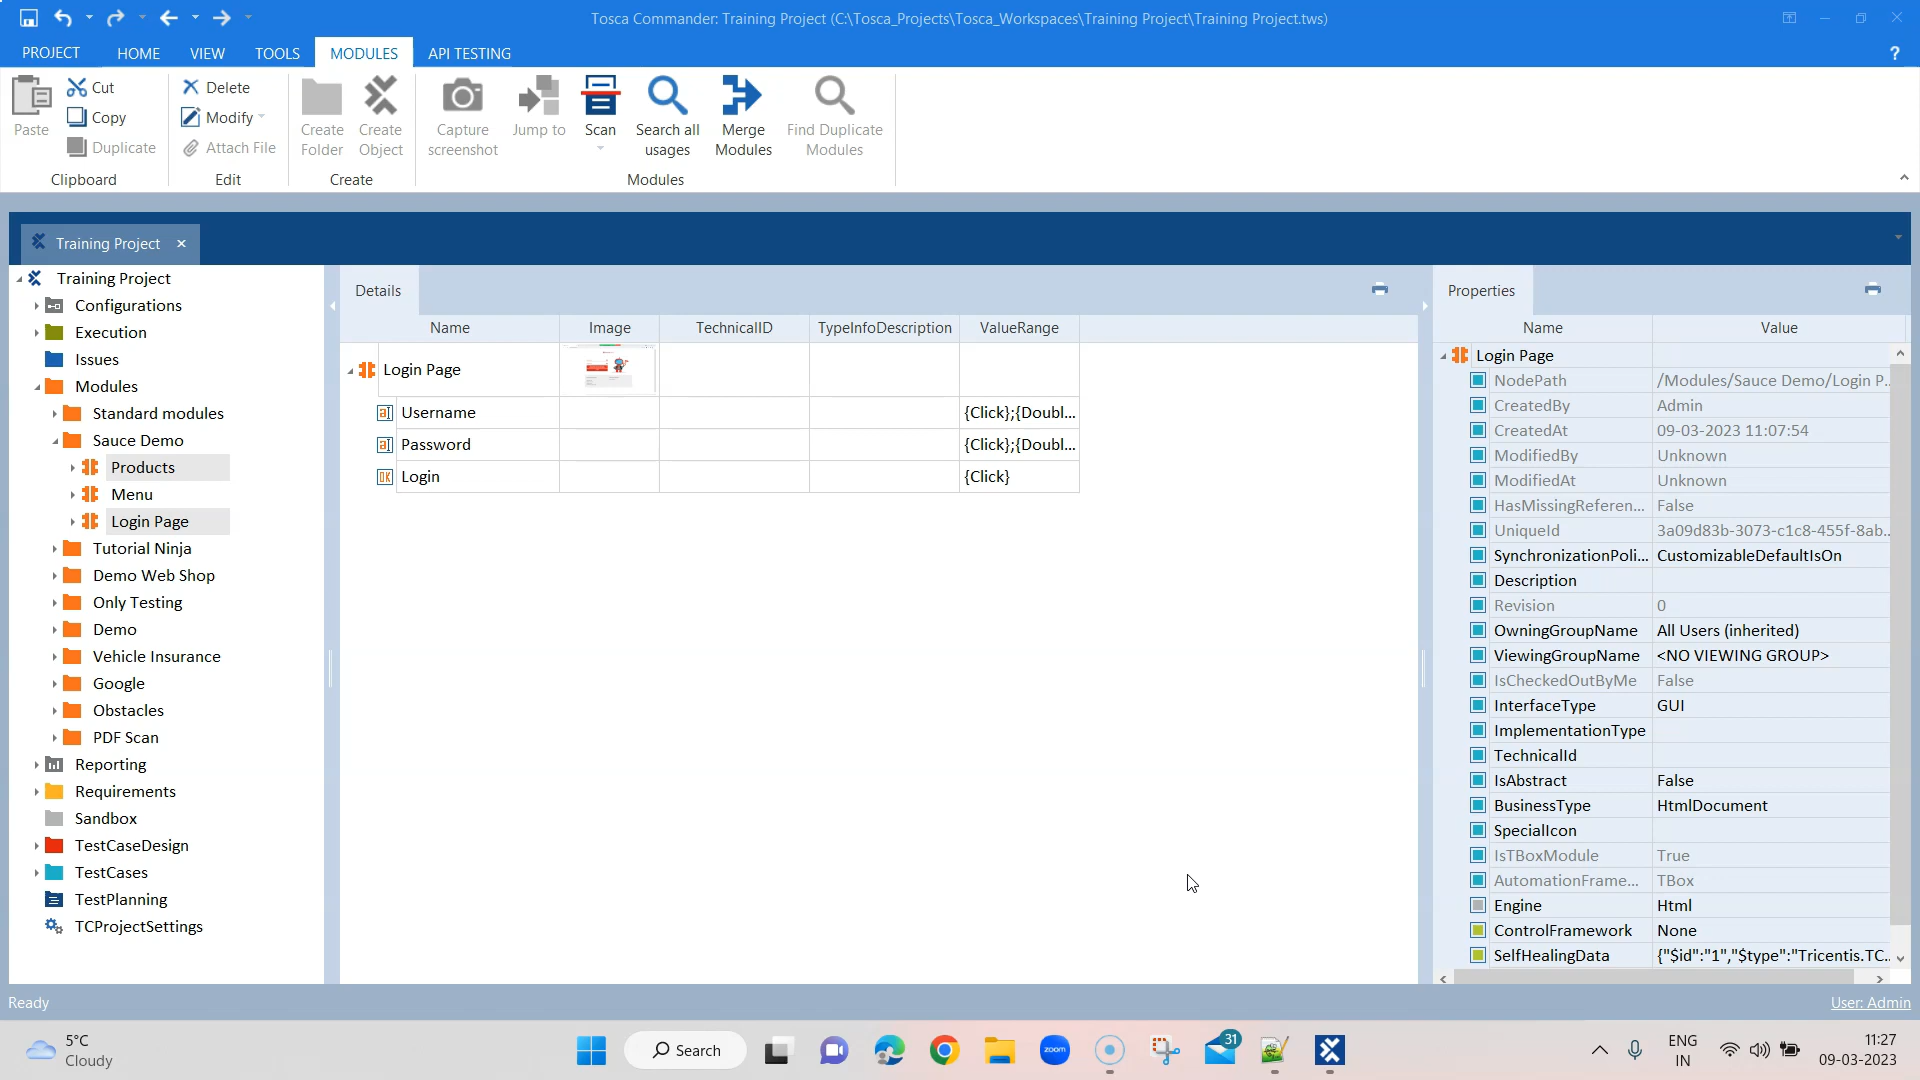 Tosca Commander: Training Project (C:\Tosca_Projects\Tosca_Workspaces\Training Project\Training Project.tws)
PROJECT HOME VIEW TOOLS MODULES API TESTING ?
Paste
Cut
Copy
Duplicate
Clipboard
Delete
Modify
Attach File
Edit
Create
Folder
Create
Object
Create
Capture
screenshot
Jump to
Scan
Search all
usages
Merge
Modules
Find Duplicate
Modules
Modules
Training Project
Training Project
Configurations
Execution
Issues
Modules
Standard modules
Sauce Demo
Products
Menu
Login Page
Tutorial Ninja
Demo Web Shop
Only Testing
Demo
Vehicle Insurance
Google
Obstacles
PDF Scan
Reporting
Requirements
Sandbox
TestCaseDesign
TestCases
TestPlanning
TCProjectSettings
Details
Name Image TechnicalID TypeInfoDescription ValueRange
Login Page
Username {Click};{Doubl...
Password {Click};{Doubl...
Login {Click}
Properties
Name Value
Login Page
NodePath /Modules/Sauce Demo/Login P...
CreatedBy Admin
CreatedAt 09-03-2023 11:07:54
ModifiedBy Unknown
ModifiedAt Unknown
HasMissingReferen... False
UniqueId 3a09d83b-3073-c1c8-455f-8ab...
SynchronizationPoli... CustomizableDefaultIsOn
Description
Revision 0
OwningGroupName All Users (inherited)
ViewingGroupName <NO VIEWING GROUP>
IsCheckedOutByMe False
InterfaceType GUI
ImplementationType
TechnicalId
IsAbstract False
BusinessType HtmlDocument
SpecialIcon
IsTBoxModule True
AutomationFrame... TBox
Engine Html
ControlFramework None
SelfHealingData {"$id":"1","$type":"Tricentis.TC...
Ready User: Admin
5°C
Cloudy
Search
zoom
31
ENG
IN
11:27
09-03-2023